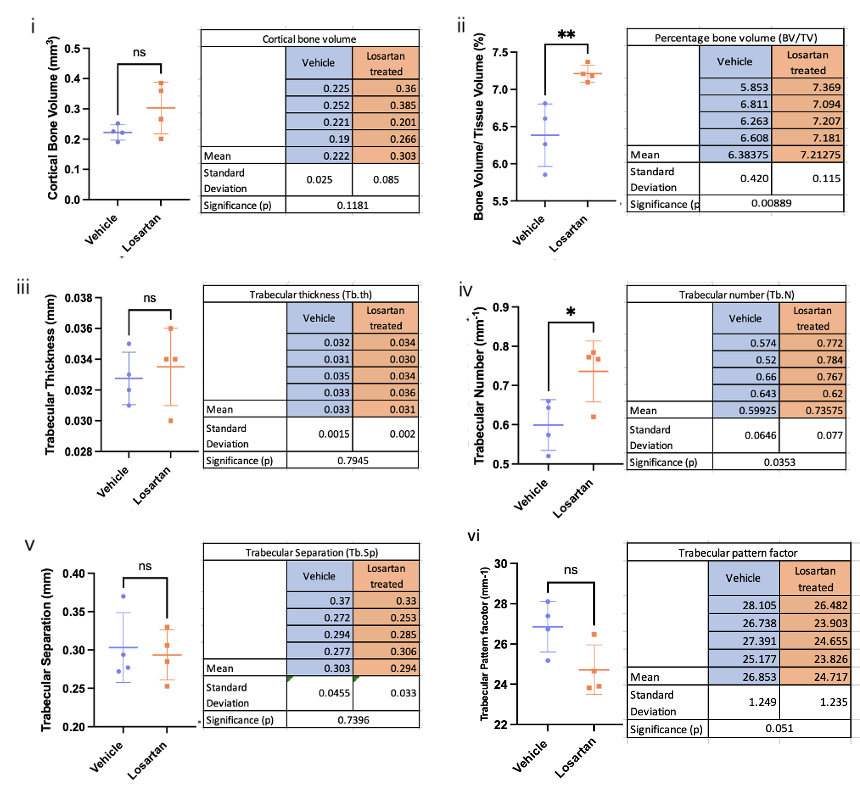 i
Cortical Bone Volume (mm³)
0.5
0.4
0.3
0.2
0.1
0.0
ns
Vehicle
Losartan
Cortical bone volume
Vehicle Losartan treated
0.225 0.36
0.252 0.385
0.221 0.201
0.19 0.266
Mean 0.222 0.303
Standard Deviation 0.025 0.085
Significance (p) 0.1181
ii
Bone Volume/ Tissue Volume (%)
7.5
7.0
6.5
6.0
5.5
**
Vehicle
Losartan
Percentage bone volume (BV/TV)
Vehicle Losartan treated
5.853 7.369
6.811 7.094
6.263 7.201
6.608 7.181
Mean 6.38375 7.21275
Standard Deviation 0.420 0.115
Significance (p 0.00889
iii
Trabecular Thickness (mm)
0.038
0.036
0.034
0.032
0.030
0.028
ns
Vehicle
Losartan
Trabecular thickness (Tb.th)
Vehicle Losartan treated
0.032 0.034
0.031 0.030
0.035 0.034
0.033 0.036
Mean 0.033 0.031
Standard Deviation 0.0015 0.002
Significance (p) 0.7945
iv
Trabecular Number (mm⁻¹)
0.9
0.8
0.7
0.6
0.5
*
Vehicle
Losartan
Trabecular number (Tb.N)
Vehicle Losartan treated
0.574 0.772
0.52 0.784
0.66 0.767
0.643 0.62
Mean 0.59925 0.73575
Standard Deviation 0.0646 0.077
Significance (p) 0.0353
v
Trabecular Separation (mm)
0.40
0.35
0.30
0.25
0.20
ns
Vehicle
Losartan
Trabecular Separation (Tb.Sp)
Vehicle Losartan treated
0.37 0.33
0.272 0.253
0.294 0.285
0.277 0.306
Mean 0.303 0.294
Standard Deviation 0.0455 0.033
Significance (p) 0.7396
vi
Trabecular Pattern facotor (mm-1)
30
28
26
24
22
ns
Vehicle
Losartan
Trabecular pattern factor
Vehicle Losartan treated
28.105 26.482
26.738 23.903
27.391 24.655
25.177 23.826
Mean 26.853 24.717
Standard Deviation 1.249 1.235
Significance (p) 0.051